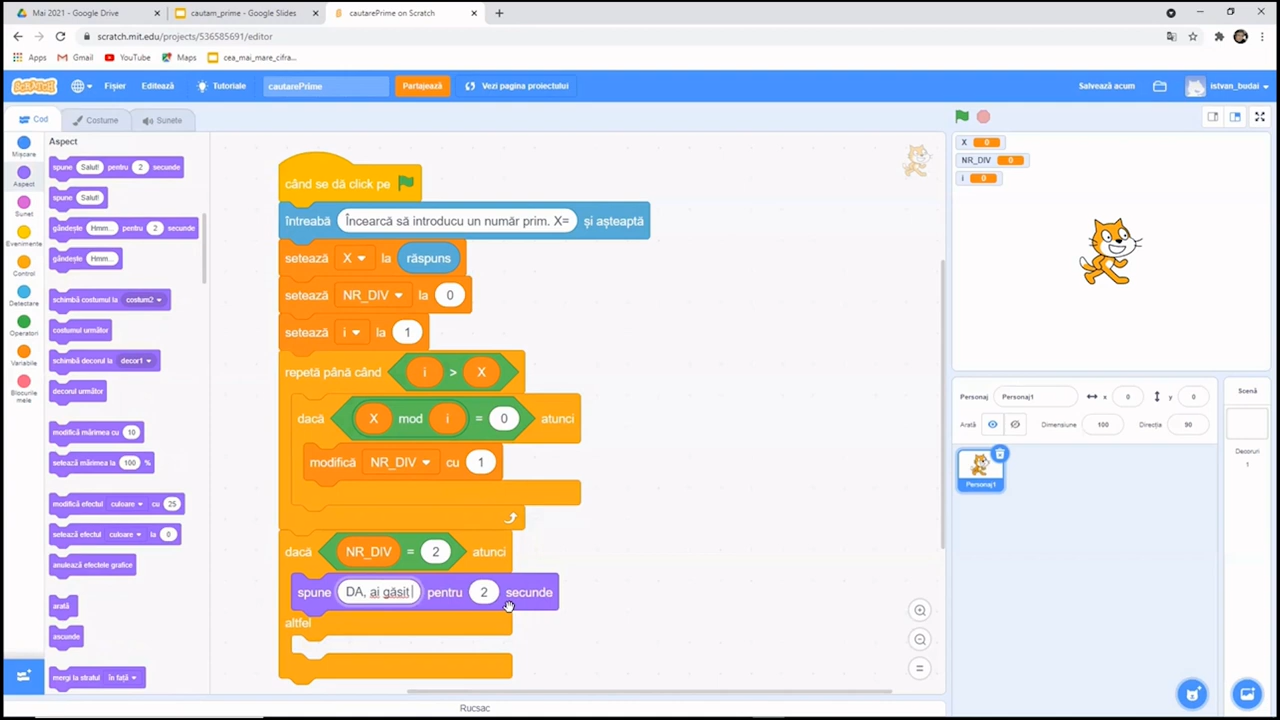 Mai 2021 - Google Drive
cautam_prime - Google Slides
cautarePrime on Scratch
scratch.mit.edu/projects/536585691/editor
Apps
Gmail
YouTube
Maps
cea_mai_mare_cifra...
SCRATCH
Fișier
Editează
Tutoriale
cautarePrime
Partajează
Vezi pagina proiectului
Salvează acum
istvan_budai
Cod
Costume
Sunete
Mișcare
Aspect
Sunet
Evenimente
Control
Detectare
Operatori
Variabile
Blocurile mele
Aspect
spune Salut! pentru 2 secunde
spune Salut!
gândește Hmm... pentru 2 secunde
gândește Hmm...
schimbă costumul la costum2
costumul următor
schimbă decorul la decor1
decorul următor
modifică mărimea cu 10
setează mărimea la 100 %
modifică efectul culoare cu 25
setează efectul culoare la 0
anulează efectele grafice
arată
ascunde
mergi la stratul în față
când se dă click pe
întreabă Încearcă să introducu un număr prim. X= și așteaptă
setează X la răspuns
setează NR_DIV la 0
setează i la 1
repetă până când i > X
dacă X mod i = 0 atunci
modifică NR_DIV cu 1
dacă NR_DIV = 2 atunci
spune DA, ai găsit pentru 2 secunde
altfel
X 0
NR_DIV 0
i 0
Personaj Personaj1 x 0 y 0
Arată Dimensiune 100 Direcția 90
Personaj1
Scenă
Decoruri
1
Rucsac